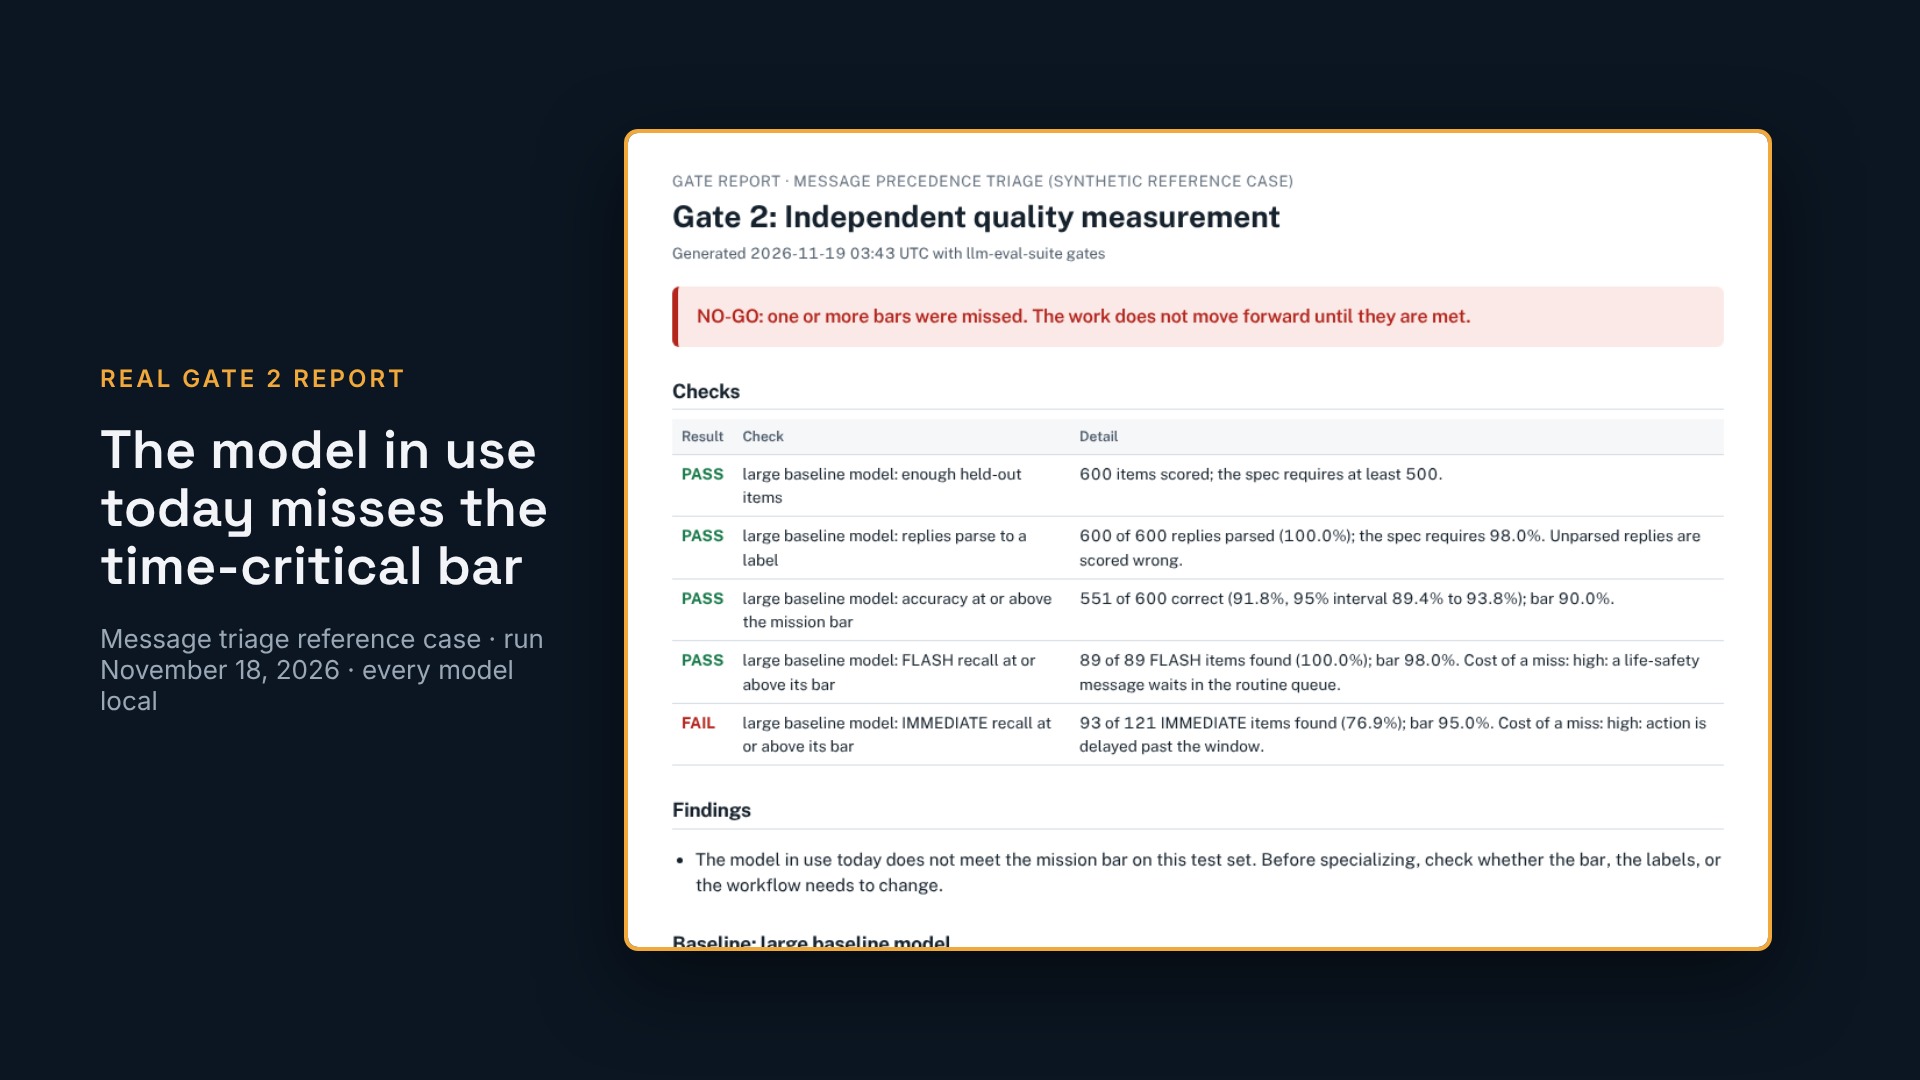 REAL GATE 2 REPORT
The model in use
today misses the
time-critical bar
Message triage reference case · run
November 18, 2026 · every model
local
GATE REPORT · MESSAGE PRECEDENCE TRIAGE (SYNTHETIC REFERENCE CASE)
Gate 2: Independent quality measurement
Generated 2026-11-19 03:43 UTC with llm-eval-suite gates
NO-GO: one or more bars were missed. The work does not move forward until they are met.
Checks
Result Check Detail
PASS large baseline model: enough held-out 600 items scored; the spec requires at least 500.
items
PASS large baseline model: replies parse to a 600 of 600 replies parsed (100.0%); the spec requires 98.0%. Unparsed replies are
label scored wrong.
PASS large baseline model: accuracy at or above 551 of 600 correct (91.8%, 95% interval 89.4% to 93.8%); bar 90.0%.
the mission bar
PASS large baseline model: FLASH recall at or 89 of 89 FLASH items found (100.0%); bar 98.0%. Cost of a miss: high: a life-safety
above its bar message waits in the routine queue.
FAIL large baseline model: IMMEDIATE recall at 93 of 121 IMMEDIATE items found (76.9%); bar 95.0%. Cost of a miss: high: action is
or above its bar delayed past the window.
Findings
• The model in use today does not meet the mission bar on this test set. Before specializing, check whether the bar, the labels, or
the workflow needs to change.
Baseline: large baseline model